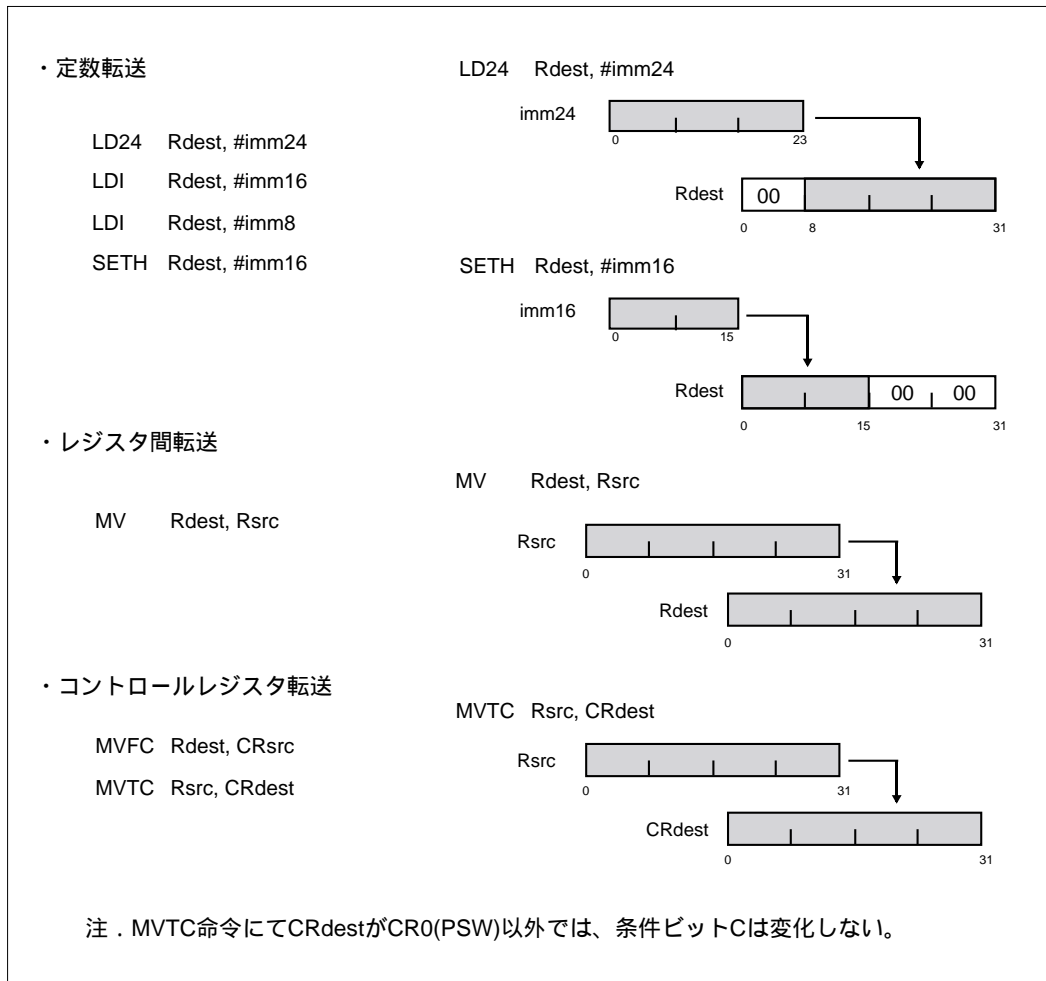 ・定数転送
LD24 Rdest, #imm24
LDI Rdest, #imm16
LDI Rdest, #imm8
SETH Rdest, #imm16
LD24 Rdest, #imm24
imm24
0 23
Rdest 00
0 8 31
SETH Rdest, #imm16
imm16
0 15
Rdest 00 00
0 15 31
・レジスタ間転送
MV Rdest, Rsrc
MV Rdest, Rsrc
Rsrc
0 31
Rdest
0 31
・コントロールレジスタ転送
MVFC Rdest, CRsrc
MVTC Rsrc, CRdest
MVTC Rsrc, CRdest
Rsrc
0 31
CRdest
0 31
注．MVTC命令にてCRdestがCR0(PSW)以外では、条件ビットCは変化しない。